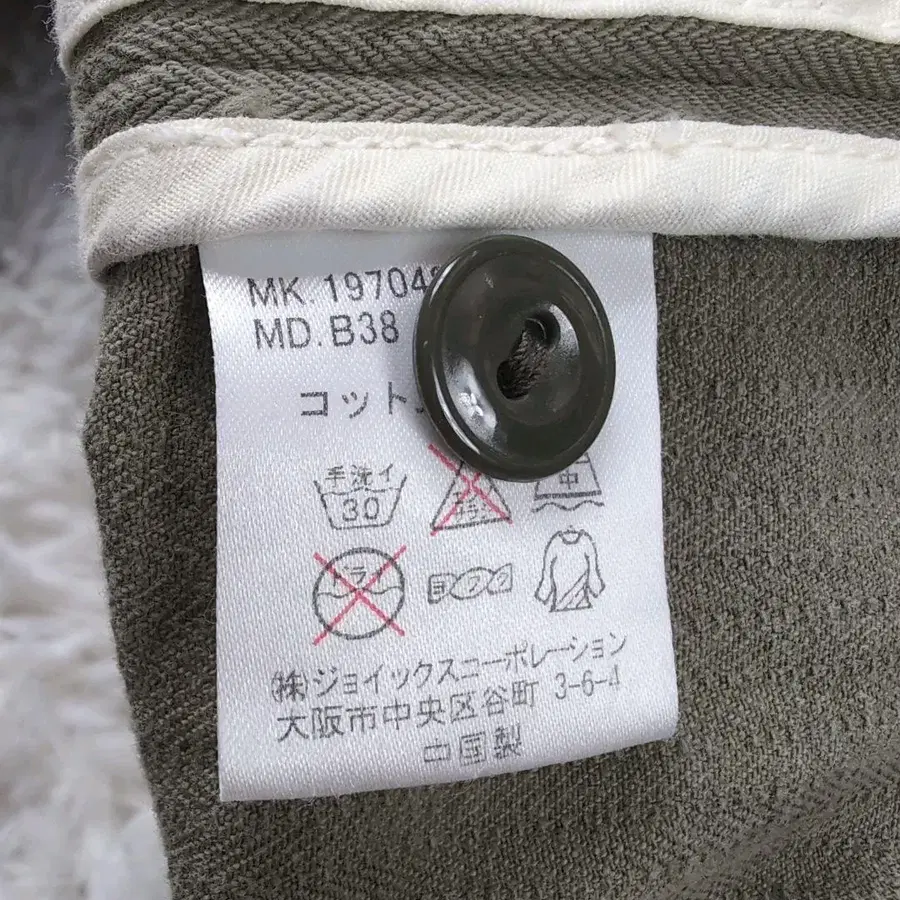 MK. 19704
MD. B38
コット
手洗イ
30
中
ドライ
(株)ジョイックスコーポレーション
大阪市中央区谷町 3-6-4
中国製